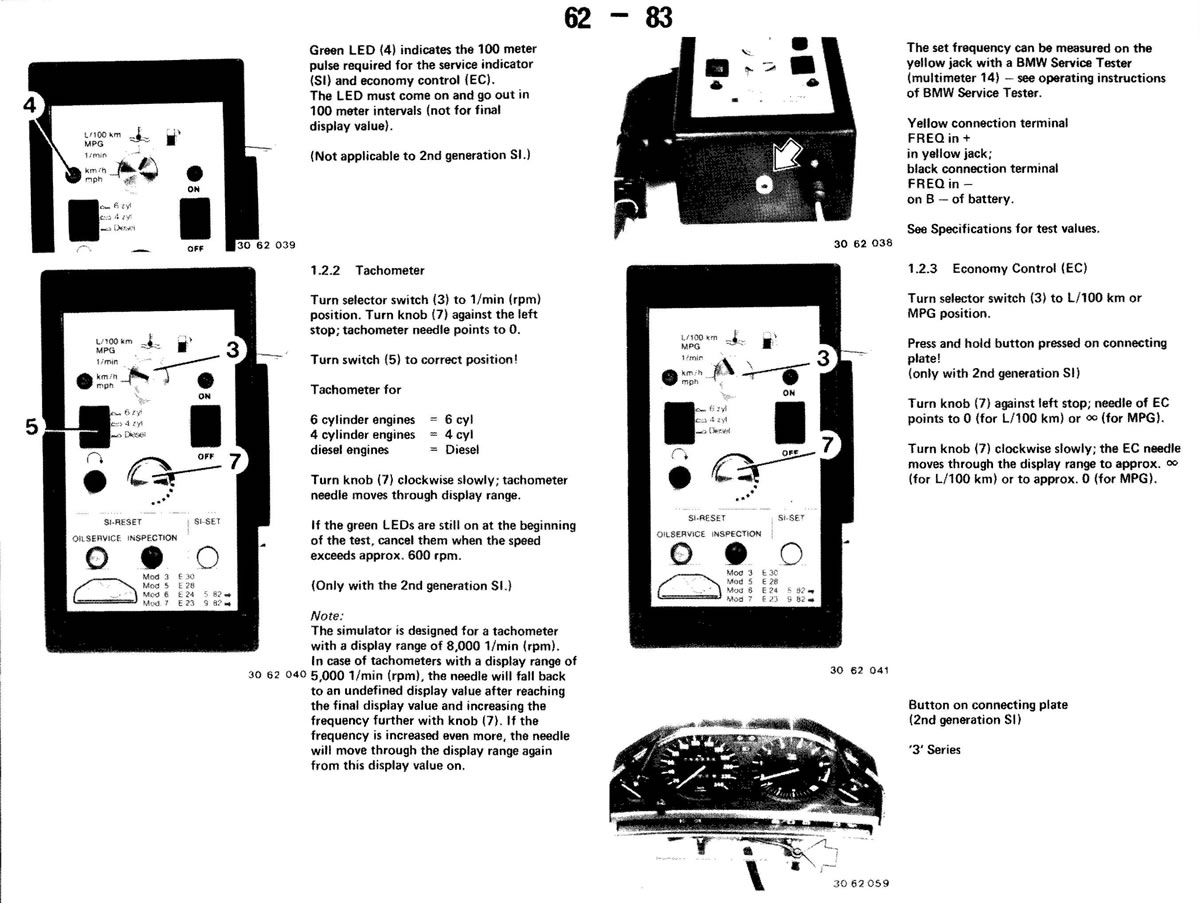 62 — 83
Green LED (4) indicates the 100 meter
pulse required for the service indicator
(SI) and economy control (EC).
The LED must come on and go out in
100 meter intervals (not for final
display value).
(Not applicable to 2nd generation SI.)
4
L/100 km
MPG
1/min
km/h
mph
ON
6 zyl
4 zyl
Diesel
OFF
30 62 039
1.2.2 Tachometer
Turn selector switch (3) to 1/min (rpm)
position. Turn knob (7) against the left
stop; tachometer needle points to 0.
Turn switch (5) to correct position!
Tachometer for
6 cylinder engines = 6 cyl
4 cylinder engines = 4 cyl
diesel engines = Diesel
Turn knob (7) clockwise slowly; tachometer
needle moves through display range.
If the green LEDs are still on at the beginning
of the test, cancel them when the speed
exceeds approx. 600 rpm.
(Only with the 2nd generation SI.)
Note:
The simulator is designed for a tachometer
with a display range of 8,000 1/min (rpm).
In case of tachometers with a display range of
5,000 1/min (rpm), the needle will fall back
to an undefined display value after reaching
the final display value and increasing the
frequency further with knob (7). If the
frequency is increased even more, the needle
will move through the display range again
from this display value on.
L/100 km
MPG
1/min
3
km/h
mph
ON
6 zyl
4 zyl
Diesel
5
OFF
7
SI-RESET
SI-SET
OILSERVICE INSPECTION
Mod 3 E 30
Mod 5 E 28
Mod 6 E 24 5 82 →
Mod. 7 E 23 9 82 →
30 62 040
The set frequency can be measured on the
yellow jack with a BMW Service Tester
(multimeter 14) — see operating instructions
of BMW Service Tester.
Yellow connection terminal
FREQ in +
in yellow jack;
black connection terminal
FREQ in —
on B — of battery.
See Specifications for test values.
30 62 038
1.2.3 Economy Control (EC)
Turn selector switch (3) to L/100 km or
MPG position.
Press and hold button pressed on connecting
plate!
(only with 2nd generation SI)
Turn knob (7) against left stop; needle of EC
points to 0 (for L/100 km) or ∞ (for MPG).
Turn knob (7) clockwise slowly; the EC needle
moves through the display range to approx. ∞
(for L/100 km) or to approx. 0 (for MPG).
L/100 km
MPG
1/min
3
km/h
mph
ON
6 zyl
4 zyl
Diesel
OFF
7
SI-RESET
SI-SET
OILSERVICE INSPECTION
Mod 3 E 30
Mod 5 E 28
Mod 6 E 24 5 82 →
Mod. 7 E 23 9 82 →
30 62 041
Button on connecting plate
(2nd generation SI)
'3' Series
30 62 059